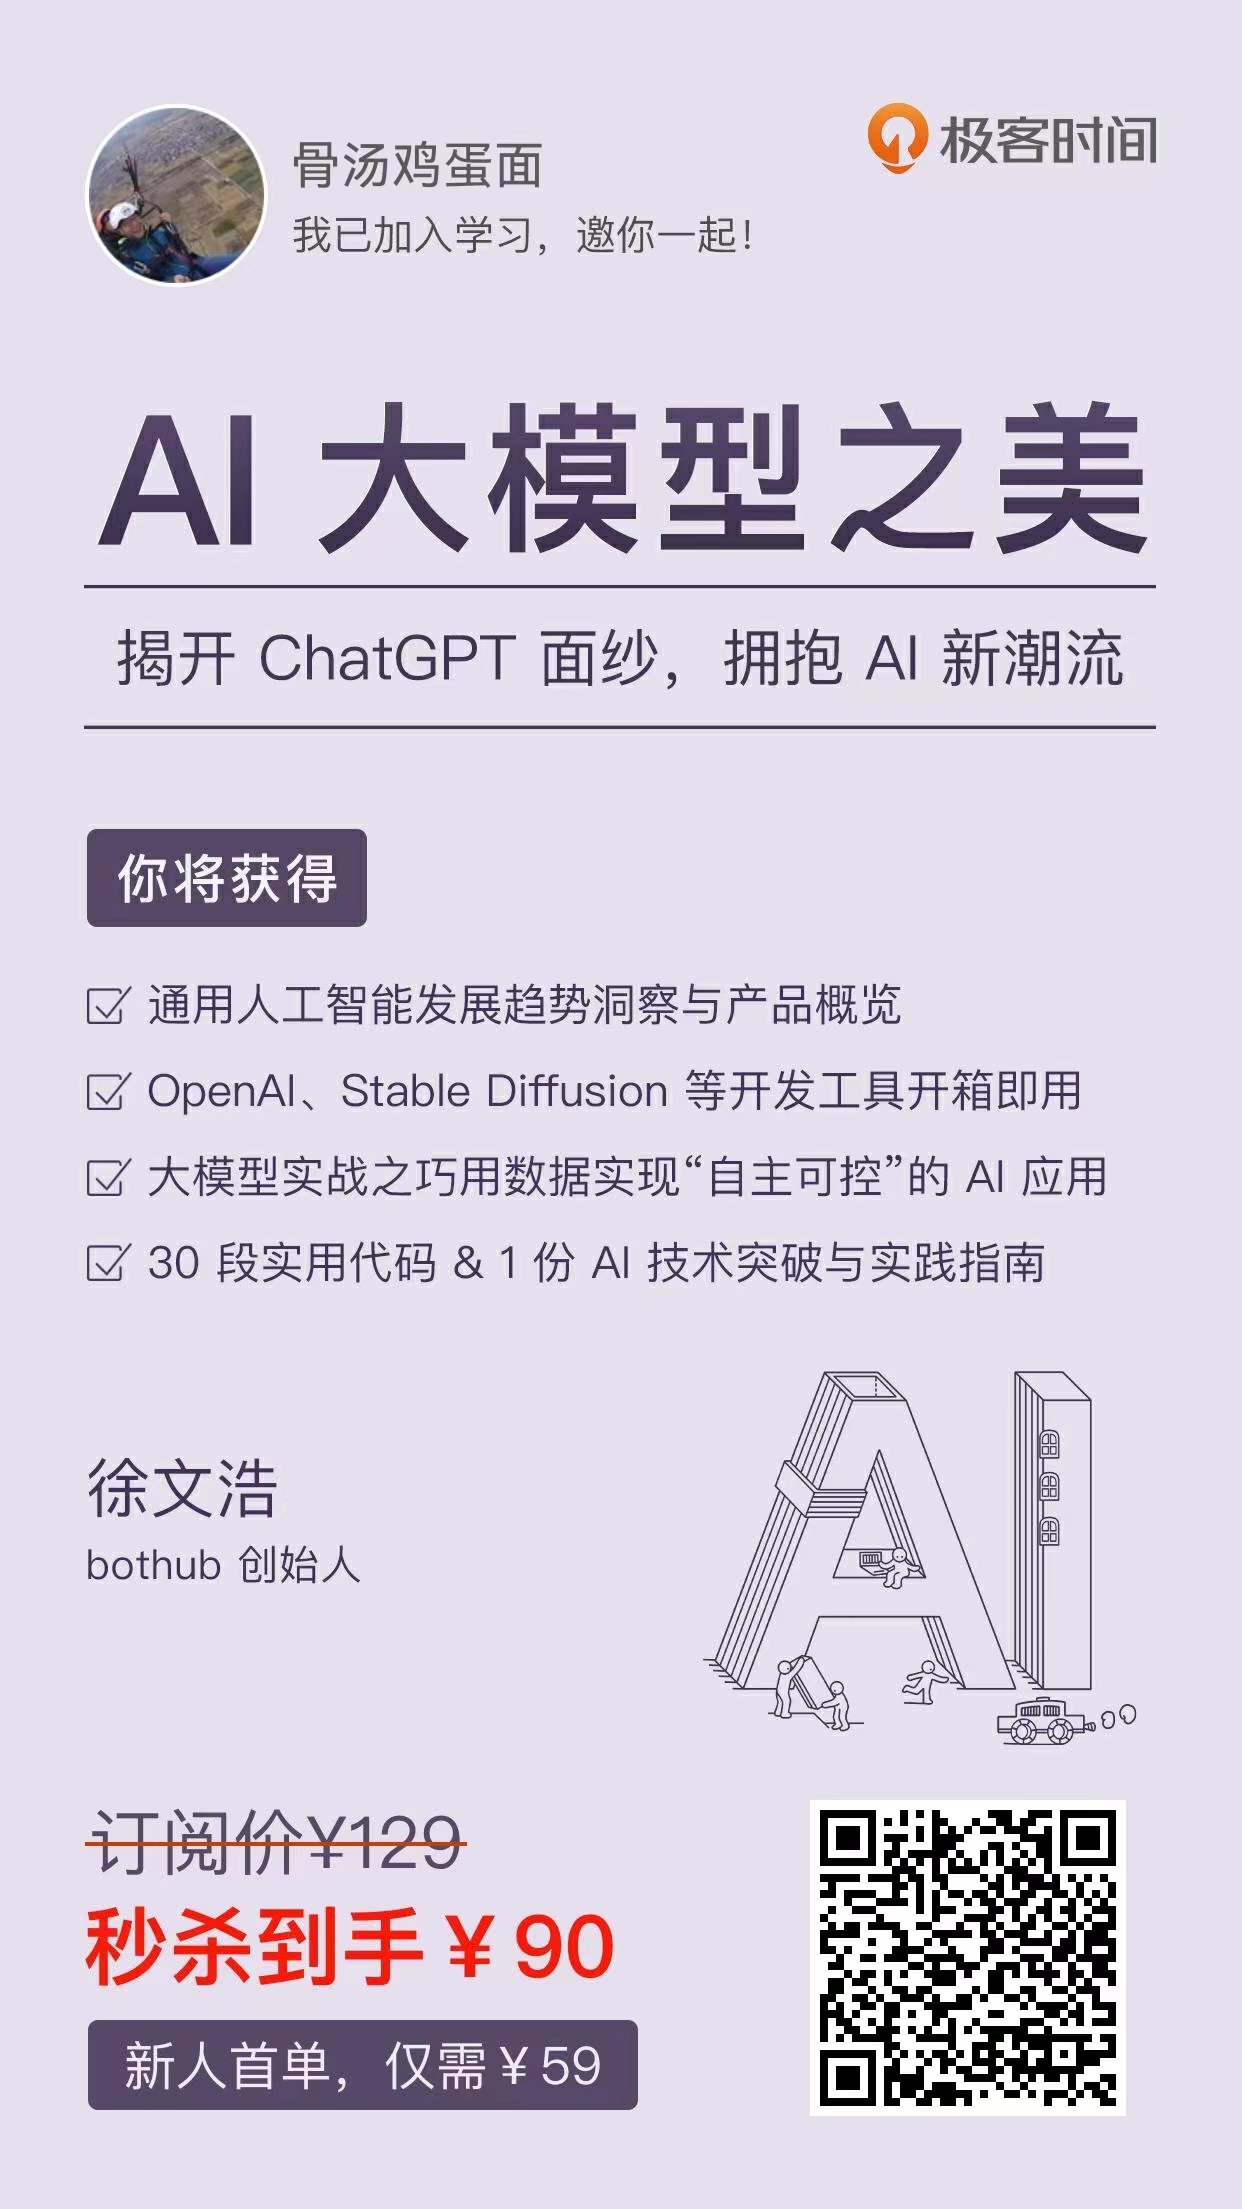 骨汤鸡蛋面
极客时间
我已加入学习，邀你一起！
AI 大模型之美
揭开 ChatGPT 面纱，拥抱 AI 新潮流
你将获得
通用人工智能发展趋势洞察与产品概览
OpenAI、Stable Diffusion 等开发工具开箱即用
大模型实战之巧用数据实现“自主可控”的 AI 应用
30 段实用代码 & 1 份 AI 技术突破与实践指南
AI
徐文浩
bothub 创始人
订阅价¥129
秒杀到手¥90
新人首单，仅需¥59